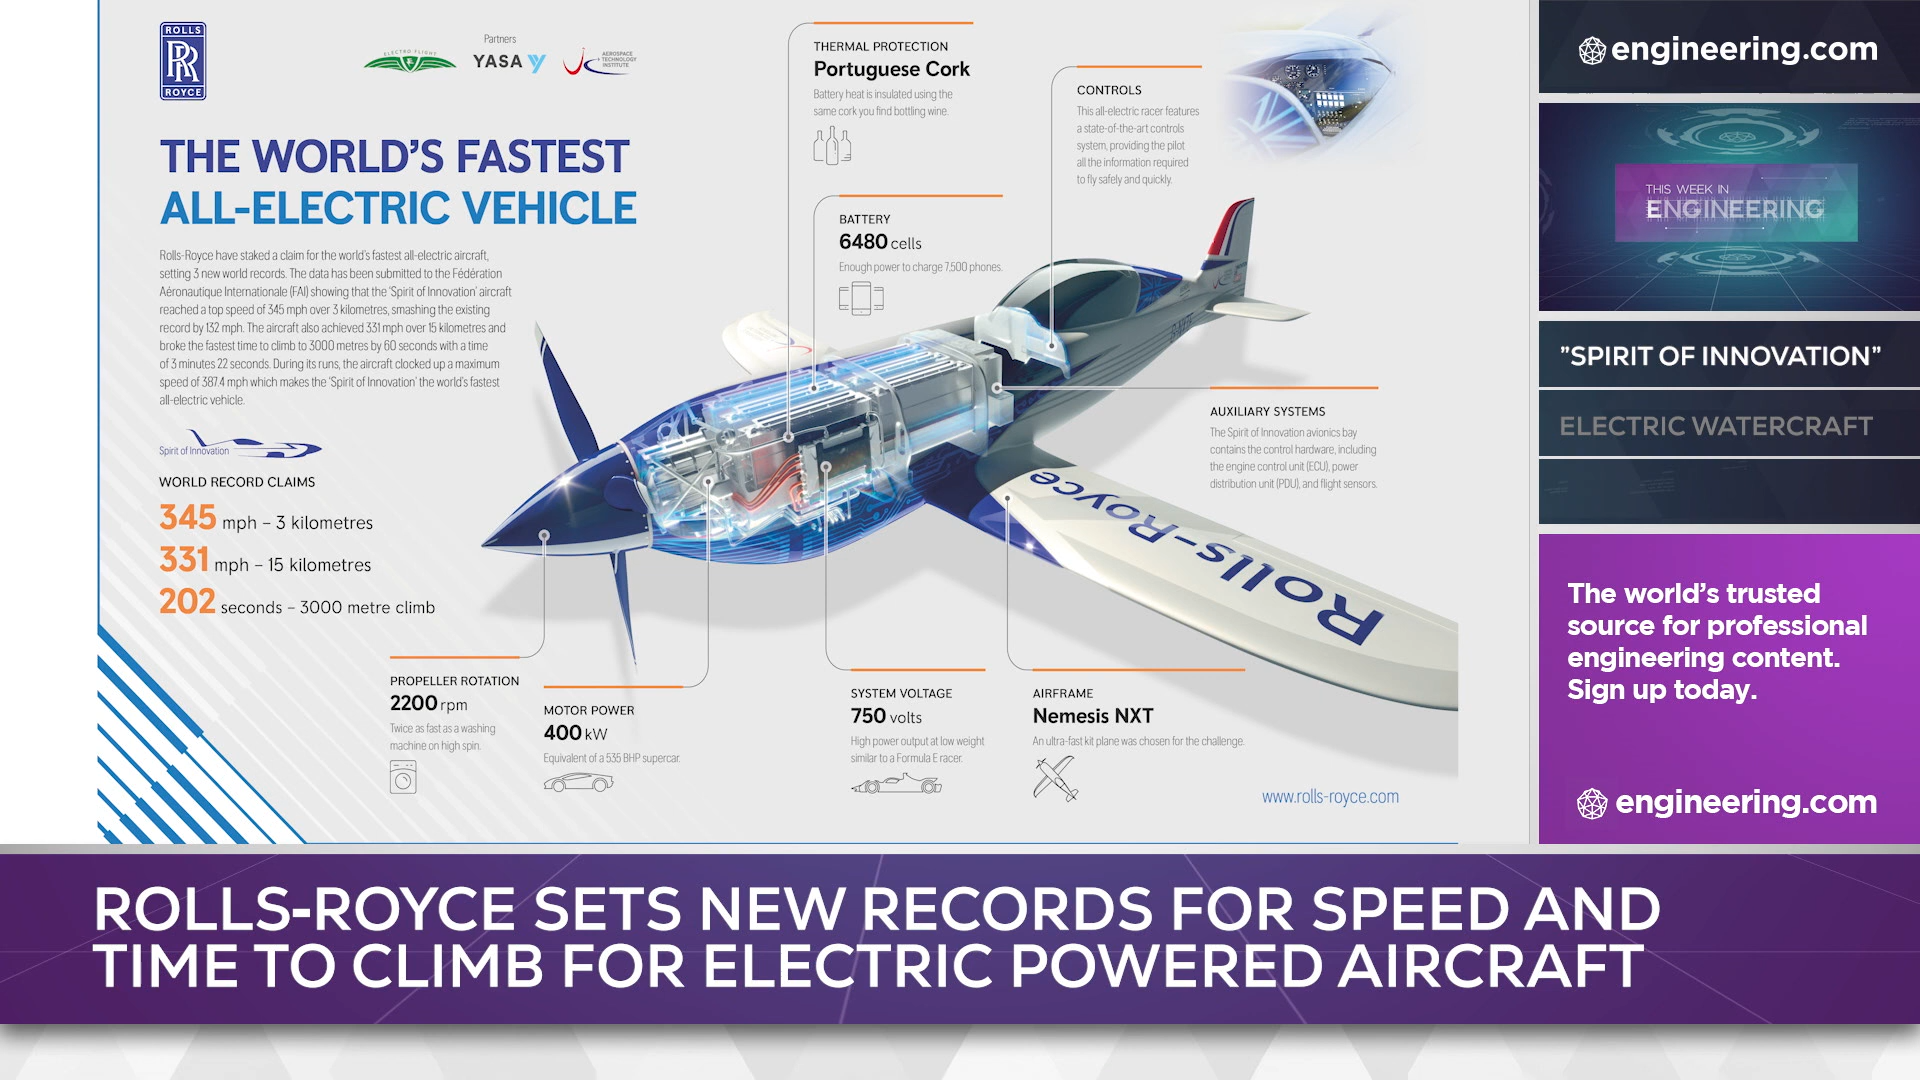 ROLLS
RR
ROYCE
Partners
ELECTRO FLIGHT
YASA
AEROSPACE
TECHNOLOGY
INSTITUTE
THE WORLD'S FASTEST
ALL-ELECTRIC VEHICLE
Rolls-Royce have staked a claim for the world's fastest all-electric aircraft,
setting 3 new world records. The data has been submitted to the Fédération
Aéronautique Internationale (FAI) showing that the 'Spirit of Innovation' aircraft
reached a top speed of 345 mph over 3 kilometres, smashing the existing
record by 132 mph. The aircraft also achieved 331 mph over 15 kilometres and
broke the fastest time to climb to 3000 metres by 60 seconds with a time
of 3 minutes 22 seconds. During its runs, the aircraft clocked up a maximum
speed of 387.4 mph which makes the 'Spirit of Innovation' the world's fastest
all-electric vehicle.
Spirit of Innovation
WORLD RECORD CLAIMS
345 mph – 3 kilometres
331 mph – 15 kilometres
202 seconds – 3000 metre climb
THERMAL PROTECTION
Portuguese Cork
Battery heat is insulated using the
same cork you find bottling wine.
CONTROLS
This all-electric racer features
a state-of-the-art controls
system, providing the pilot
all the information required
to fly safely and quickly.
BATTERY
6480 cells
Enough power to charge 7,500 phones.
AUXILIARY SYSTEMS
The Spirit of Innovation avionics bay
contains the control hardware, including
the engine control unit (ECU), power
distribution unit (PDU), and flight sensors.
Rolls-Royce
PROPELLER ROTATION
2200 rpm
Twice as fast as a washing
machine on high spin.
MOTOR POWER
400 kW
Equivalent of a 535 BHP supercar.
SYSTEM VOLTAGE
750 volts
High power output at low weight
similar to a Formula E racer.
AIRFRAME
Nemesis NXT
An ultra-fast kit plane was chosen for the challenge.
www.rolls-royce.com
engineering.com
THIS WEEK IN
ENGINEERING
"SPIRIT OF INNOVATION"
ELECTRIC WATERCRAFT
The world's trusted
source for professional
engineering content.
Sign up today.
engineering.com
ROLLS-ROYCE SETS NEW RECORDS FOR SPEED AND
TIME TO CLIMB FOR ELECTRIC POWERED AIRCRAFT